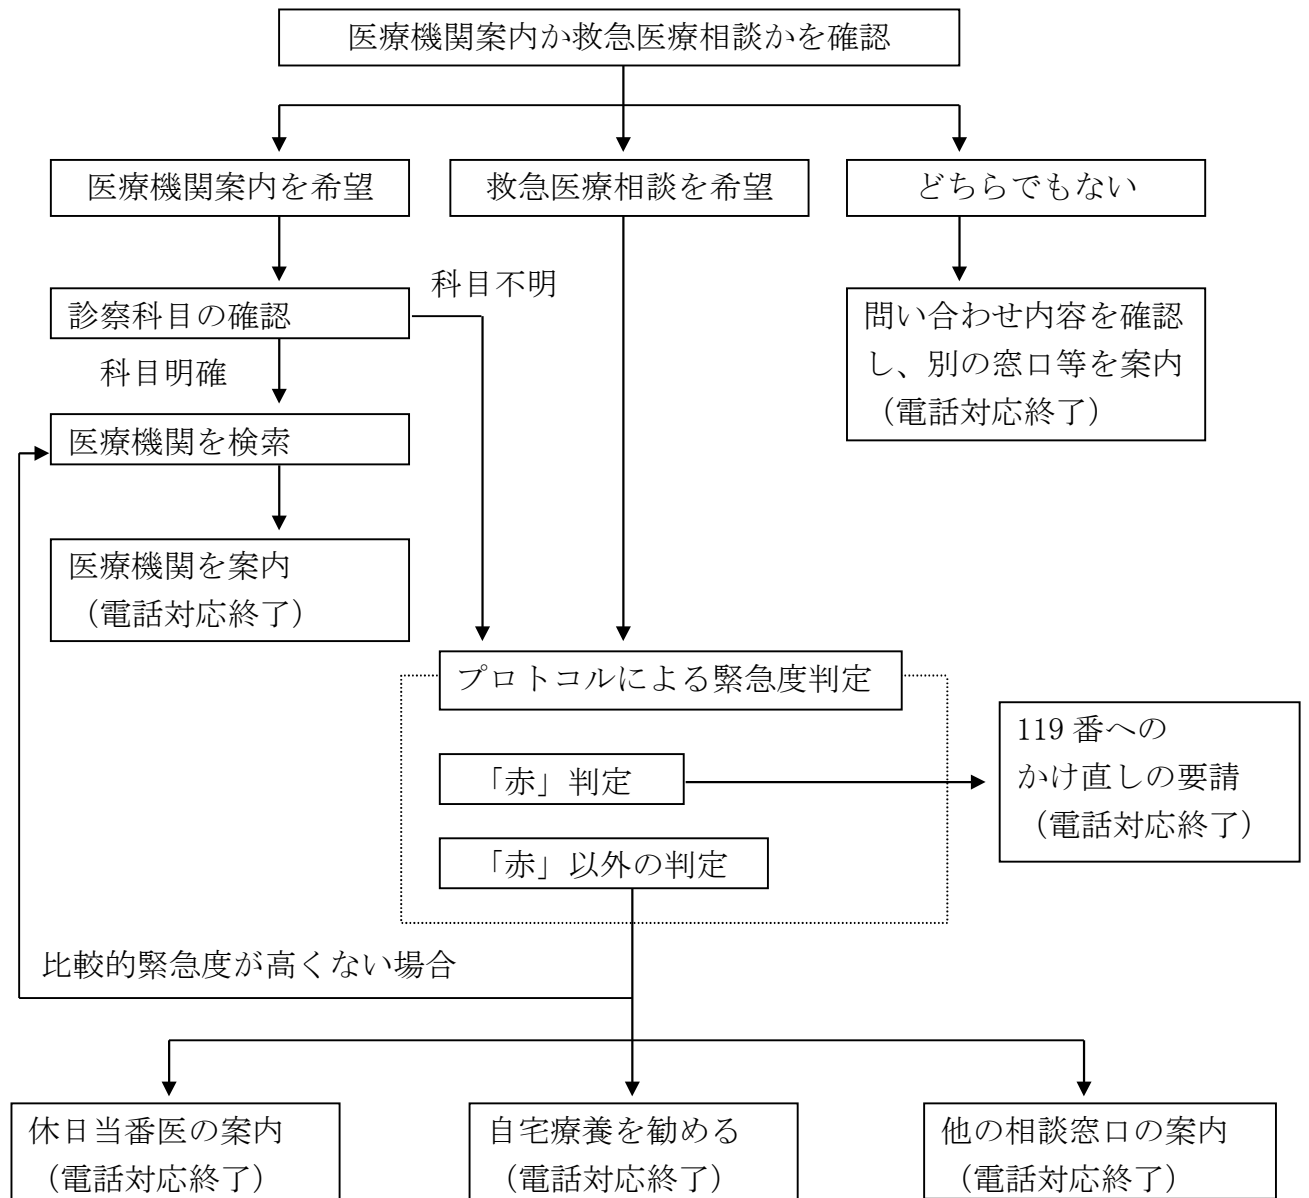 医療機関案内か救急医療相談かを確認
医療機関案内を希望
救急医療相談を希望
どちらでもない
科目不明
診察科目の確認
問い合わせ内容を確認
し、別の窓口等を案内
（電話対応終了）
科目明確
医療機関を検索
医療機関を案内
（電話対応終了）
プロトコルによる緊急度判定
「赤」判定
119 番への
かけ直しの要請
（電話対応終了）
「赤」以外の判定
比較的緊急度が高くない場合
休日当番医の案内
（電話対応終了）
自宅療養を勧める
（電話対応終了）
他の相談窓口の案内
（電話対応終了）